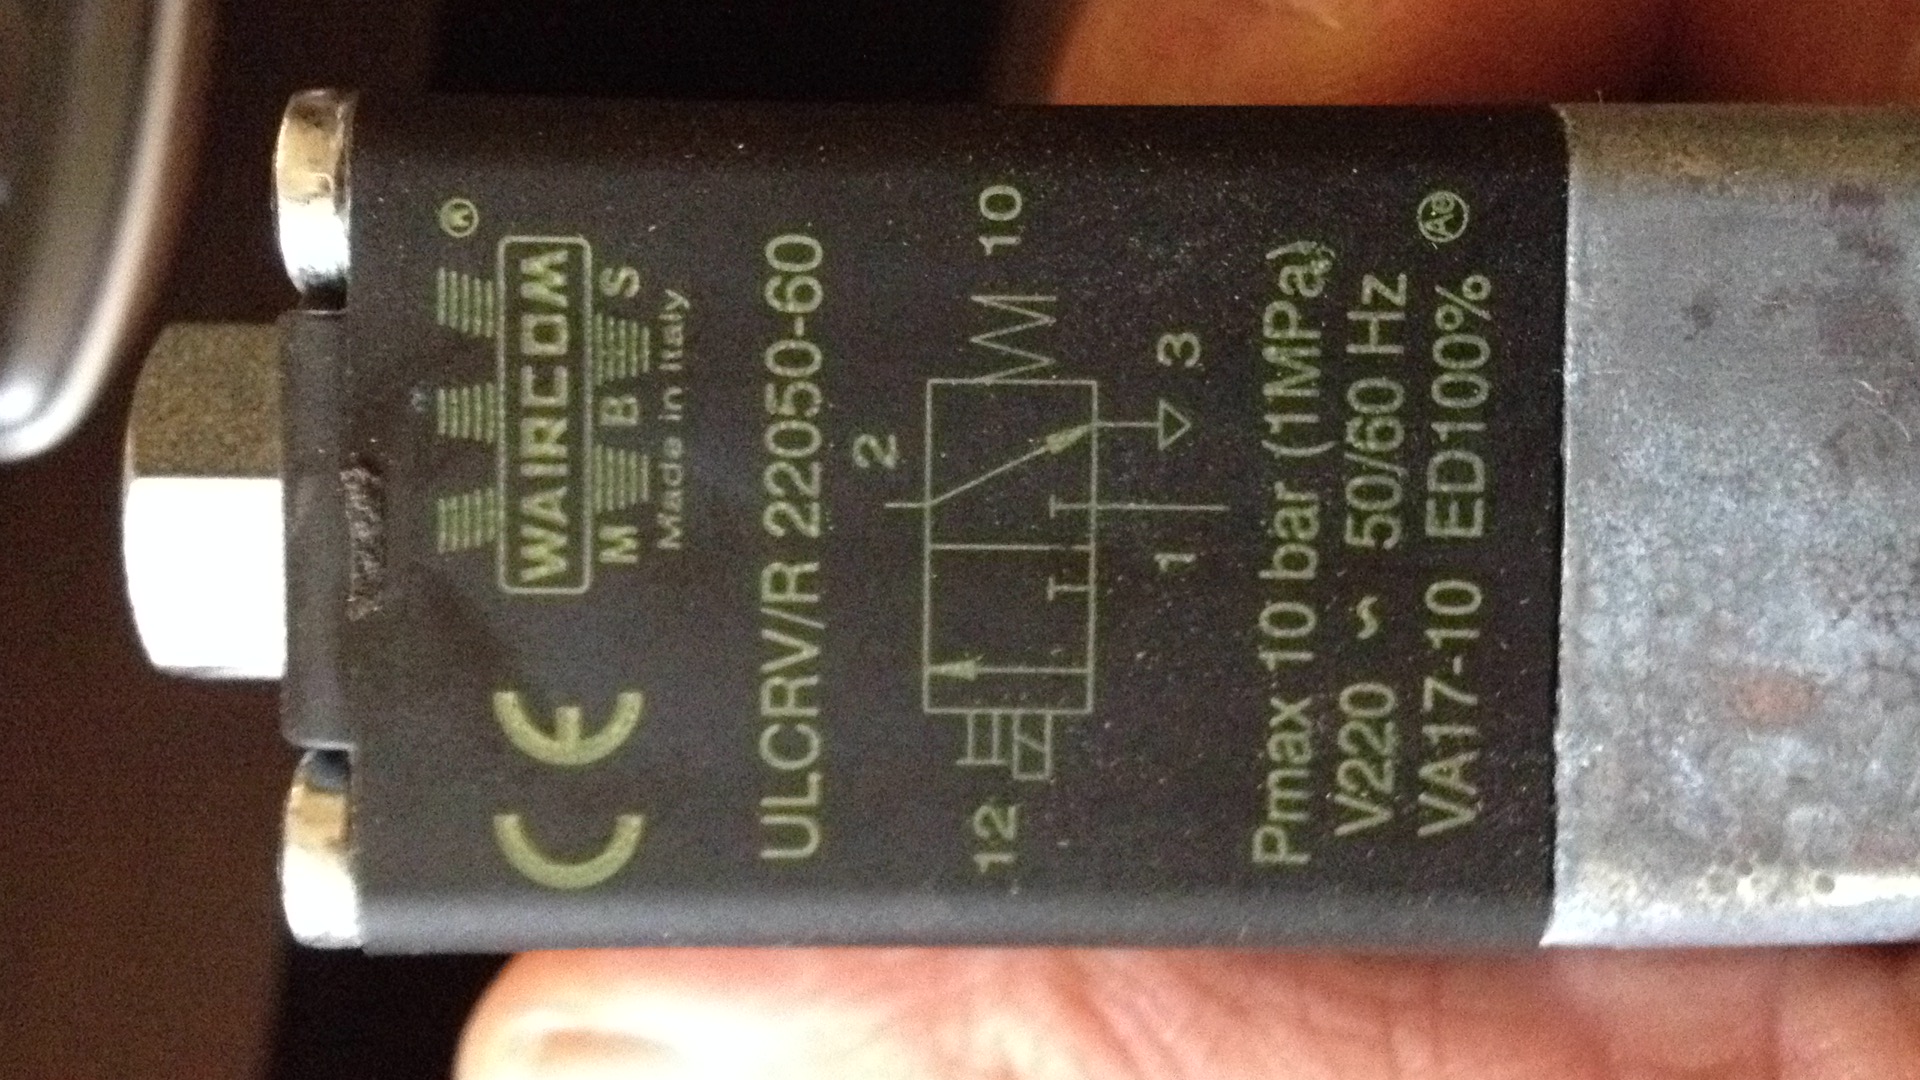 WAIRCOM ®
M B S
Made in Italy
CE
ULCRV/R 22050-60
2
12 10
1 3
Pmax 10 bar (1MPa)
V220 ~ 50/60 Hz
VA17-10 ED100%